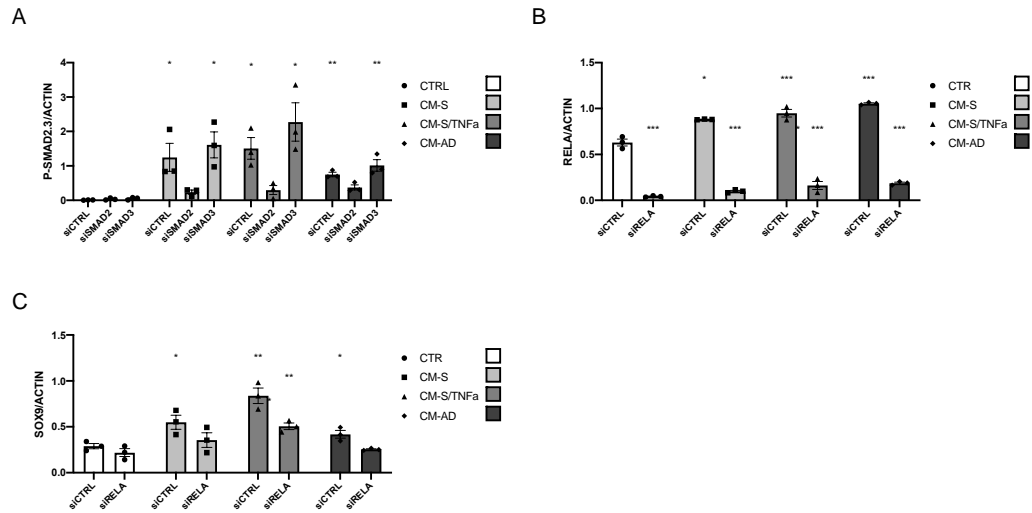 A
P-SMAD2.3/ACTIN
4
3
2
1
0
* * * * ** **
siCTRL siSMAD2 siSMAD3 siCTRL siSMAD2 siSMAD3 siCTRL siSMAD2 siSMAD3 siCTRL siSMAD2 siSMAD3
CTRL
CM-S
CM-S/TNFa
CM-AD
B
RELA/ACTIN
1.5
1.0
0.5
0.0
*** * *** *** * *** *** ***
siCTRL siRELA siCTRL siRELA siCTRL siRELA siCTRL siRELA
CTR
CM-S
CM-S/TNFa
CM-AD
C
SOX9/ACTIN
1.5
1.0
0.5
0.0
* ** * ** *
siCTRL siRELA siCTRL siRELA siCTRL siRELA siCTRL siRELA
CTR
CM-S
CM-S/TNFa
CM-AD